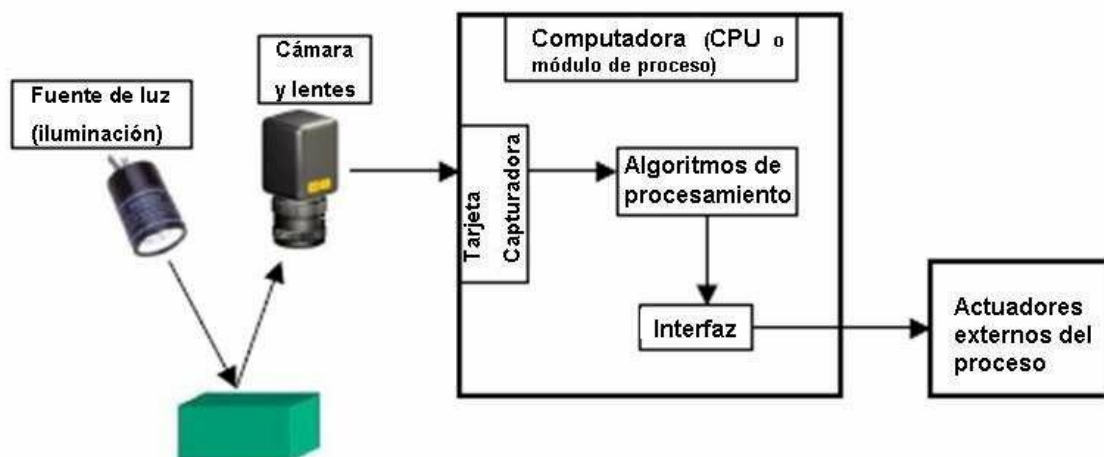 Fuente de luz
(iluminación)
Cámara
y lentes
Computadora (CPU o
módulo de proceso)
Tarjeta
Capturadora
Algoritmos de
procesamiento
Interfaz
Actuadores
externos del
proceso